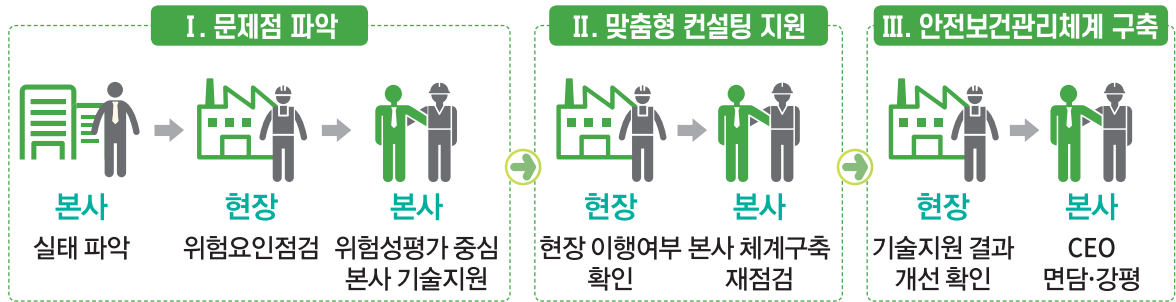 Ⅰ. 문제점 파악
본사
실태 파악
현장
위험요인점검
본사
위험성평가 중심
본사 기술지원
Ⅱ. 맞춤형 컨설팅 지원
현장
현장 이행여부
확인
본사
본사 체계구축
재점검
Ⅲ. 안전보건관리체계 구축
현장
기술지원 결과
개선 확인
본사
CEO
면담·강평